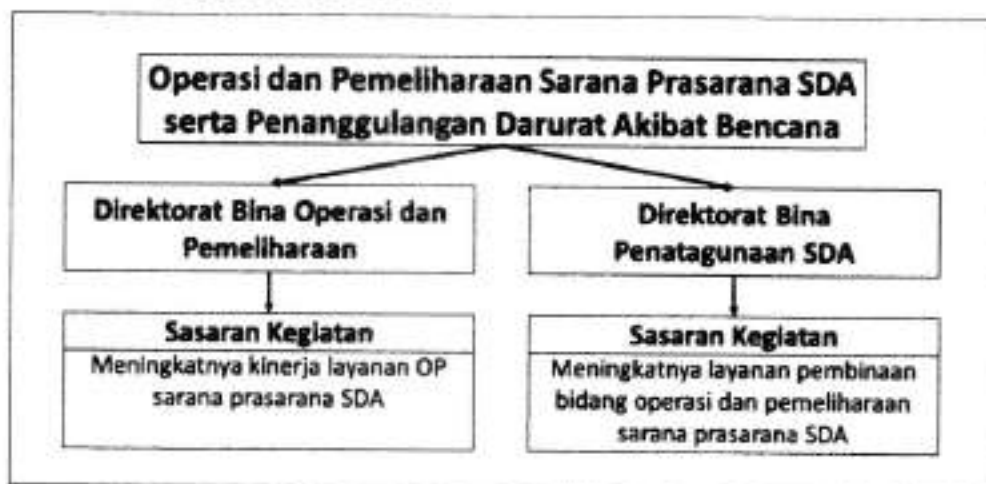 Operasi dan Pemeliharaan Sarana Prasarana SDA
serta Penanggulangan Darurat Akibat Bencana
Direktorat Bina Operasi dan
Pemeliharaan
Direktorat Bina
Penatagunaan SDA
Sasaran Kegiatan
Meningkatnya kinerja layanan OP
sarana prasarana SDA
Sasaran Kegiatan
Meningkatnya layanan pembinaan
bidang operasi dan pemeliharaan
sarana prasarana SDA